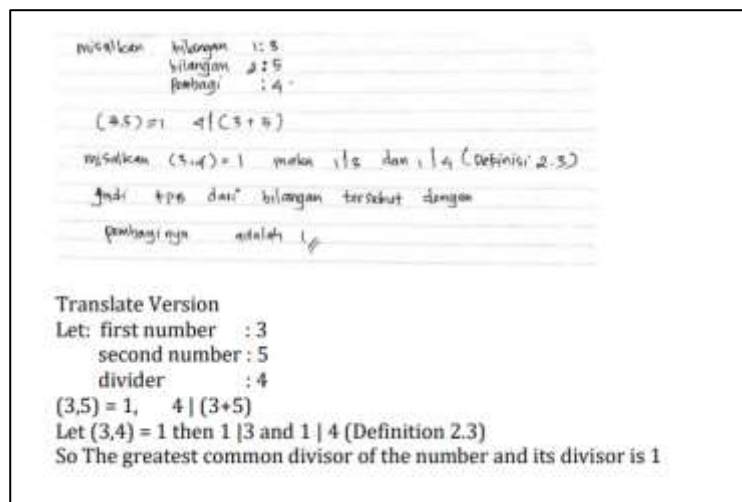 misalkan bilangan 1 : 3
bilangan 2 : 5
Pembagi : 4
(3,5) = 1 4 | (3 + 5)
misalkan (3,4) = 1 maka 1 | 3 dan 1 | 4 (Definisi 2.3)
Jadi FPB dari bilangan tersebut dengan
pembaginya adalah 1
Translate Version
Let: first number : 3
second number : 5
divider : 4
(3,5) = 1, 4 | (3+5)
Let (3,4) = 1 then 1 |3 and 1 | 4 (Definition 2.3)
So The greatest common divisor of the number and its divisor is 1